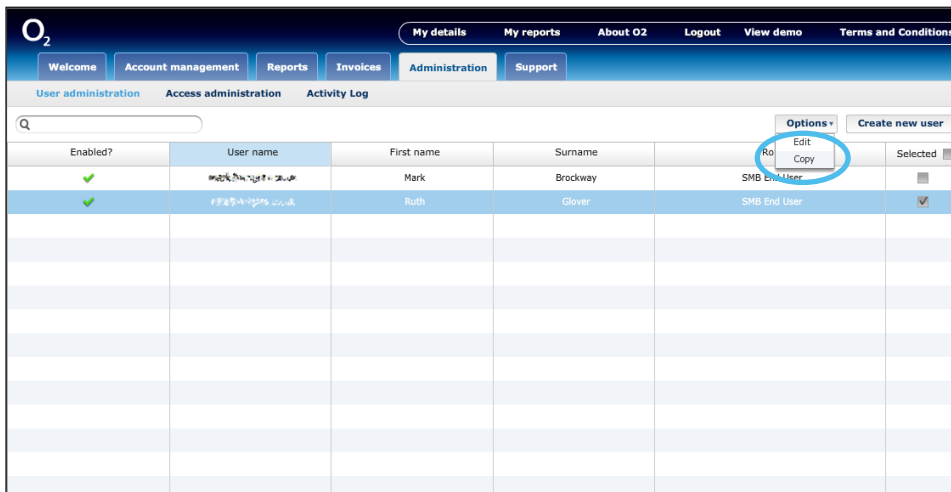 O2
My details My reports About O2 Logout View demo Terms and Conditions
Welcome Account management Reports Invoices Administration Support
User administration Access administration Activity Log
Options Create new user
Edit
Copy
Enabled? User name First name Surname Ro Selected
Mark Brockway SMB End User
Ruth Glover SMB End User